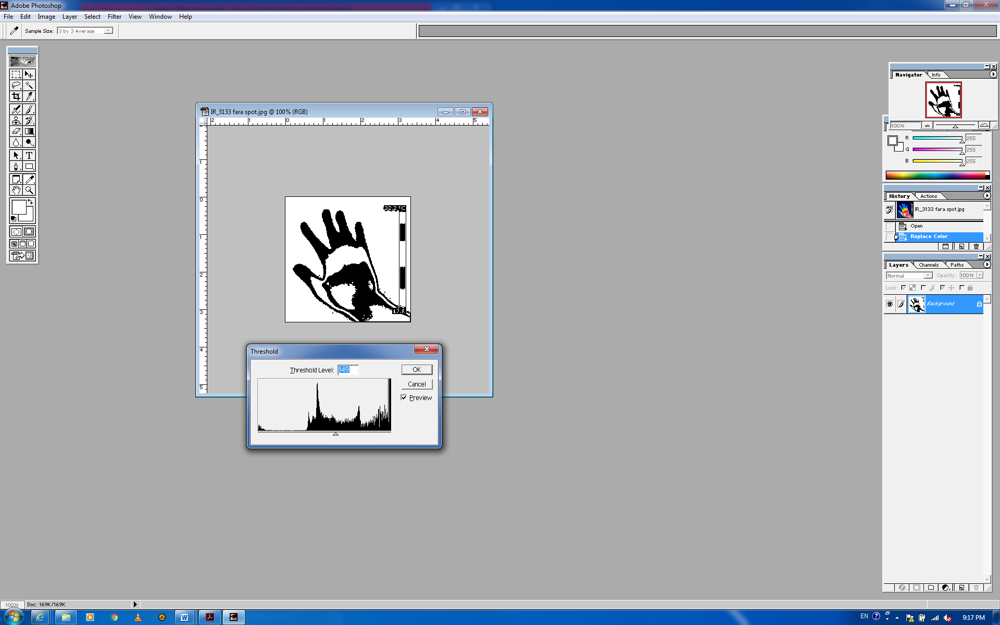 Adobe Photoshop
File Edit Image Layer Select Filter View Window Help
Sample Size: 3 by 3 Average
IR_3133 fara spot.jpg @ 100% (RGB)
2 1 0 1 2 3 4 5
1
0
1
2
3
4
5
32.2 °C
Threshold
Threshold Level: 149
OK
Cancel
Preview
Navigator Info
100%
R 255
G 255
B 255
History Actions
IR_3133 fara spot.jpg
Open
Replace Color
Layers Channels Paths
Normal Opacity: 100%
Lock:
Background
100% Doc: 169K/169K
EN 9:17 PM